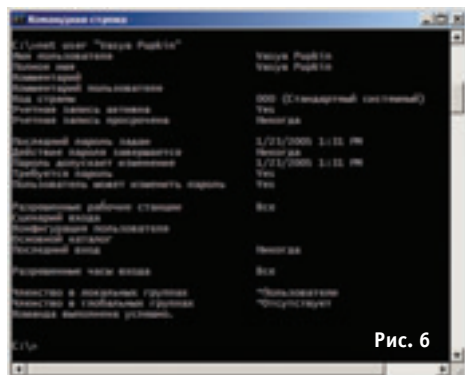 Командная строка
C:\>net user "Vasya Pupkin"
Имя пользователя Vasya Pupkin
Полное имя Vasya Pupkin
Комментарий
Комментарий пользователя
Код страны 000 (Стандартный системный)
Учетная запись активна Yes
Учетная запись просрочена Никогда
Последний пароль задан 1/23/2005 1:31 PM
Действие пароля завершается Никогда
Пароль допускает изменение 1/23/2005 1:31 PM
Требуется пароль Yes
Пользователь может изменить пароль Yes
Разрешенные рабочие станции Все
Сценарий входа
Конфигурация пользователя
Основной каталог
Последний вход Никогда
Разрешенные часы входа Все
Членство в локальных группах *Пользователи
Членство в глобальных группах *Отсутствует
Команда выполнена успешно.
C:\>
Рис. 6